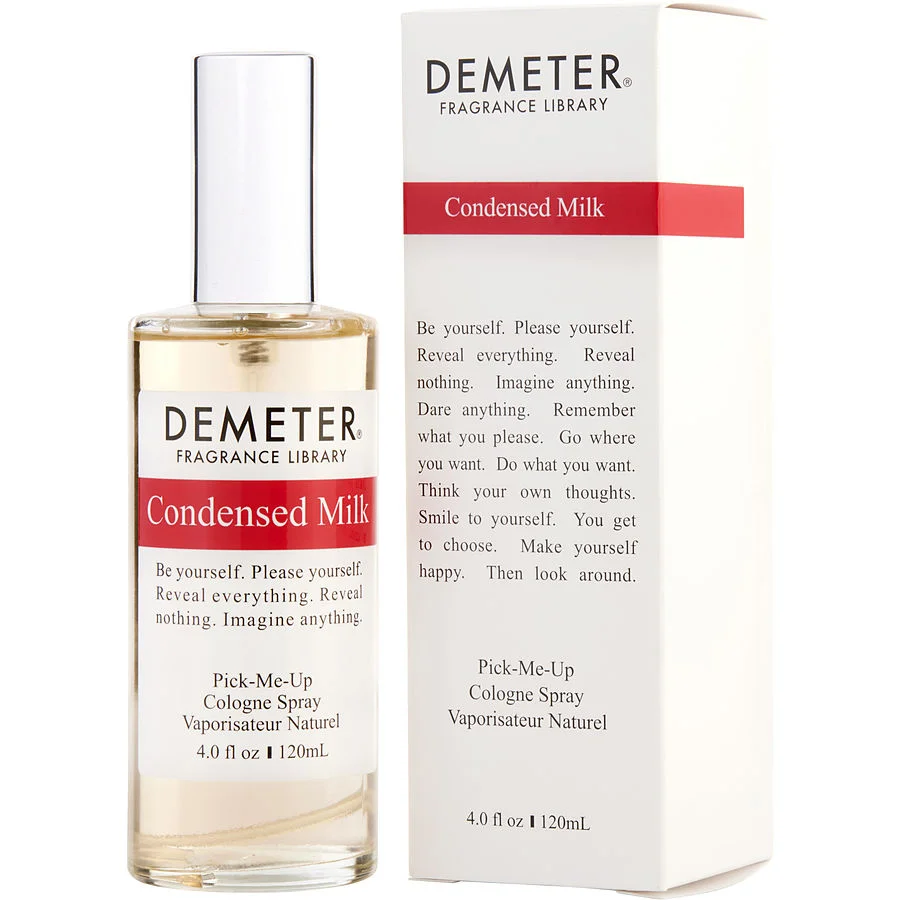 DEMETER®
FRAGRANCE LIBRARY
Condensed Milk
Be yourself. Please yourself.
Reveal everything. Reveal
nothing. Imagine anything.
Pick-Me-Up
Cologne Spray
Vaporisateur Naturel
4.0 fl oz ▮ 120mL
DEMETER®
FRAGRANCE LIBRARY
Condensed Milk
Be yourself. Please yourself.
Reveal everything. Reveal
nothing. Imagine anything.
Dare anything. Remember
what you please. Go where
you want. Do what you want.
Think your own thoughts.
Smile to yourself. You get
to choose. Make yourself
happy. Then look around.
Pick-Me-Up
Cologne Spray
Vaporisateur Naturel
4.0 fl oz ▮ 120mL